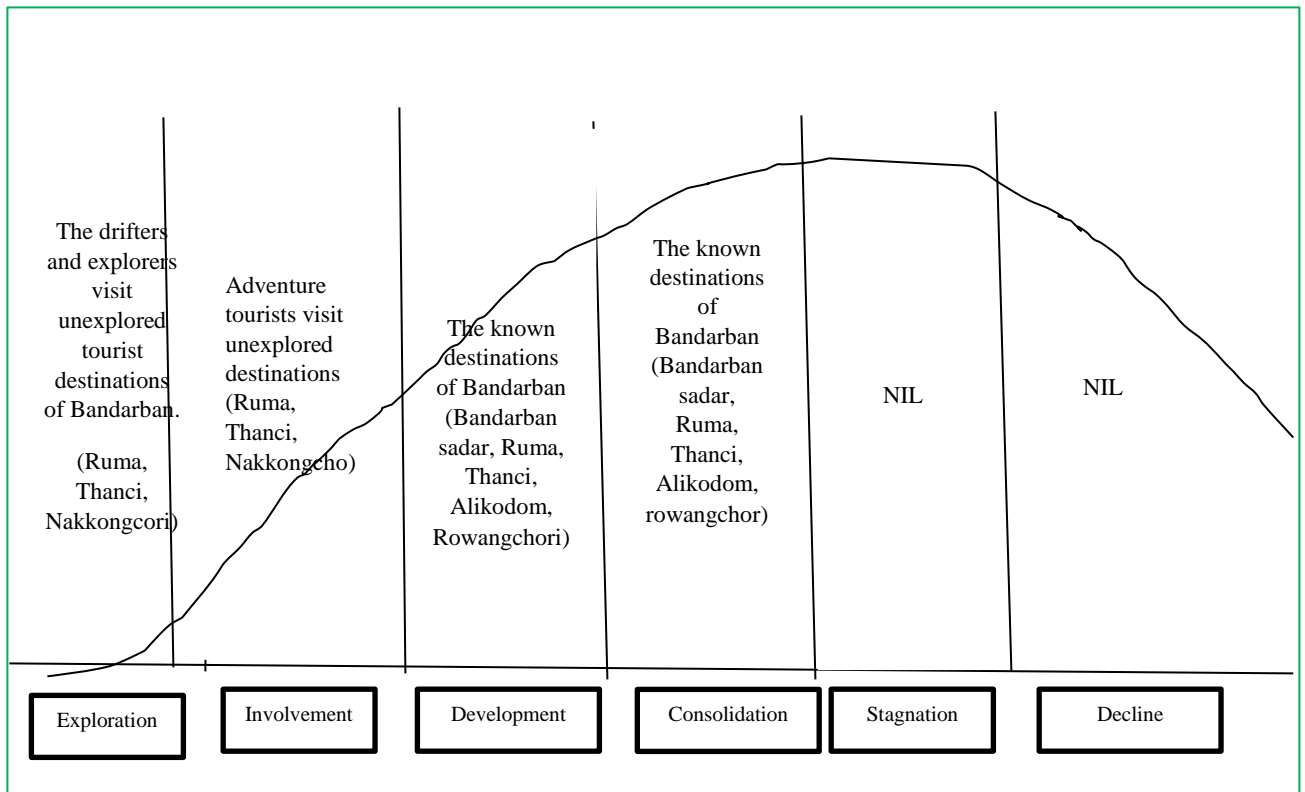 The drifters
and explorers
visit
unexplored
tourist
destinations
of Bandarban.
(Ruma,
Thanci,
Nakkongcori)
Adventure
tourists visit
unexplored
destinations
(Ruma,
Thanci,
Nakkongcho)
The known
destinations
of Bandarban
(Bandarban
sadar, Ruma,
Thanci,
Alikodom,
Rowangchori)
The known
destinations
of
Bandarban
(Bandarban
sadar,
Ruma,
Thanci,
Alikodom,
rowangchor)
NIL
NIL
Exploration
Involvement
Development
Consolidation
Stagnation
Decline